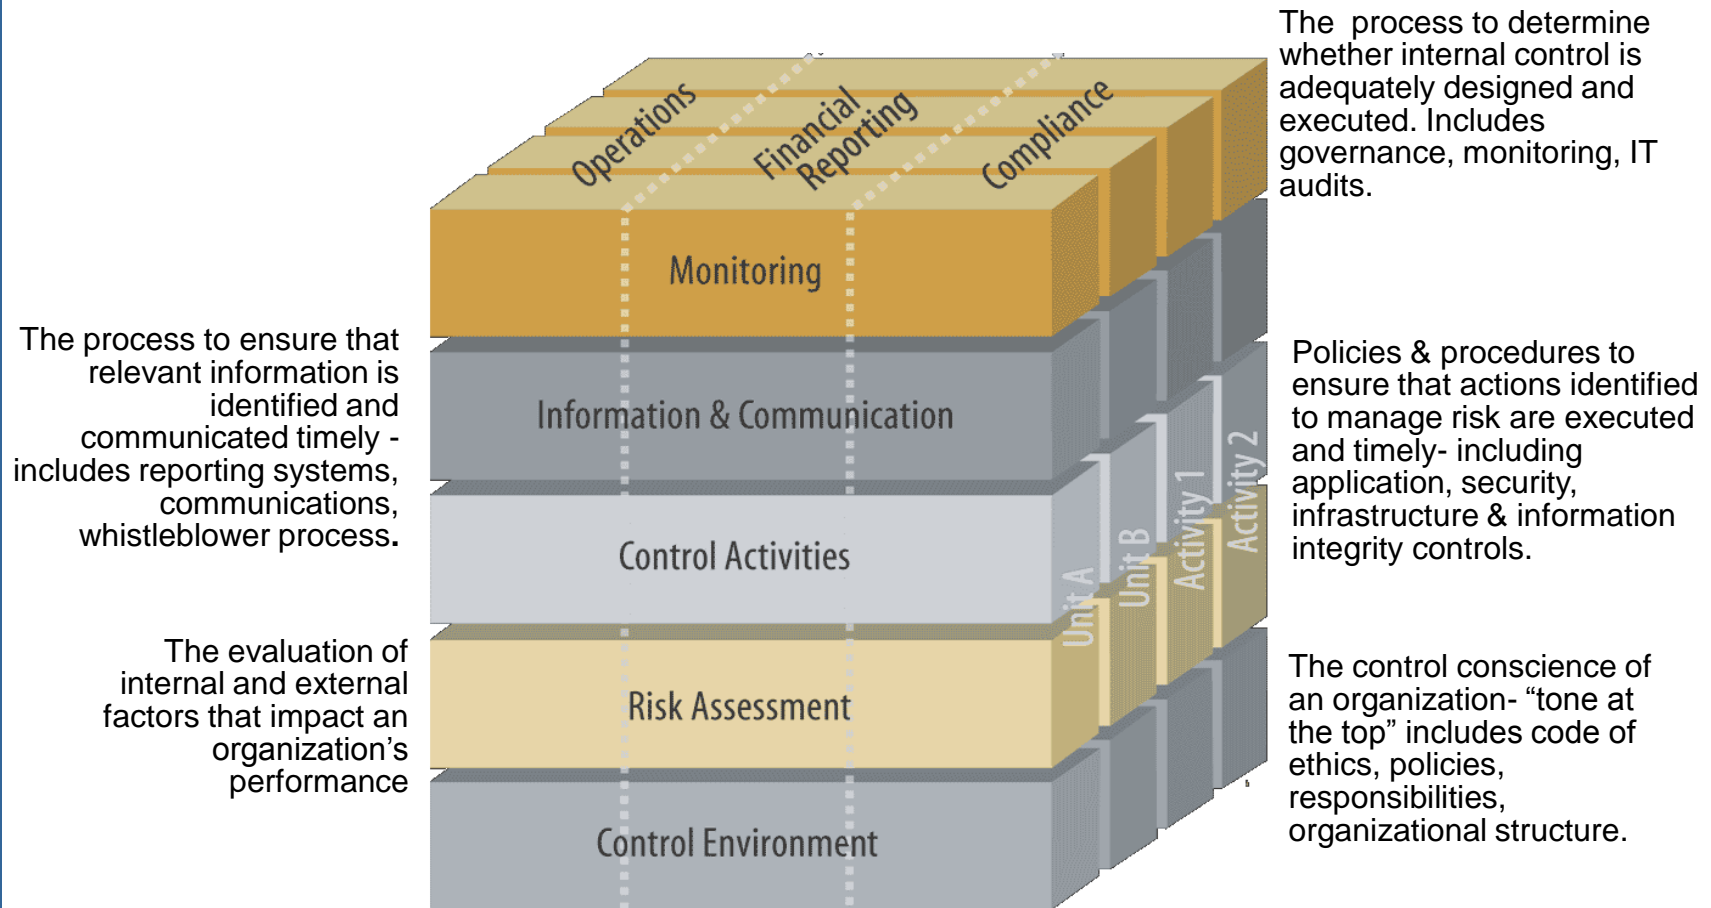 The  process to determine
whether internal control is
adequately designed and
executed. Includes
governance, monitoring, IT
audits.
Operations
Financial
Reporting
Compliance
Monitoring
The process to ensure that
relevant information is
identified and
communicated timely -
includes reporting systems,
communications,
whistleblower process.
Information & Communication
Policies & procedures to
ensure that actions identified
to manage risk are executed
and timely- including
application, security,
infrastructure & information
integrity controls.
Control Activities
Unit A
Unit B
Activity 1
Activity 2
The evaluation of
internal and external
factors that impact an
organization’s
performance
Risk Assessment
The control conscience of
an organization- “tone at
the top” includes code of
ethics, policies,
responsibilities,
organizational structure.
Control Environment